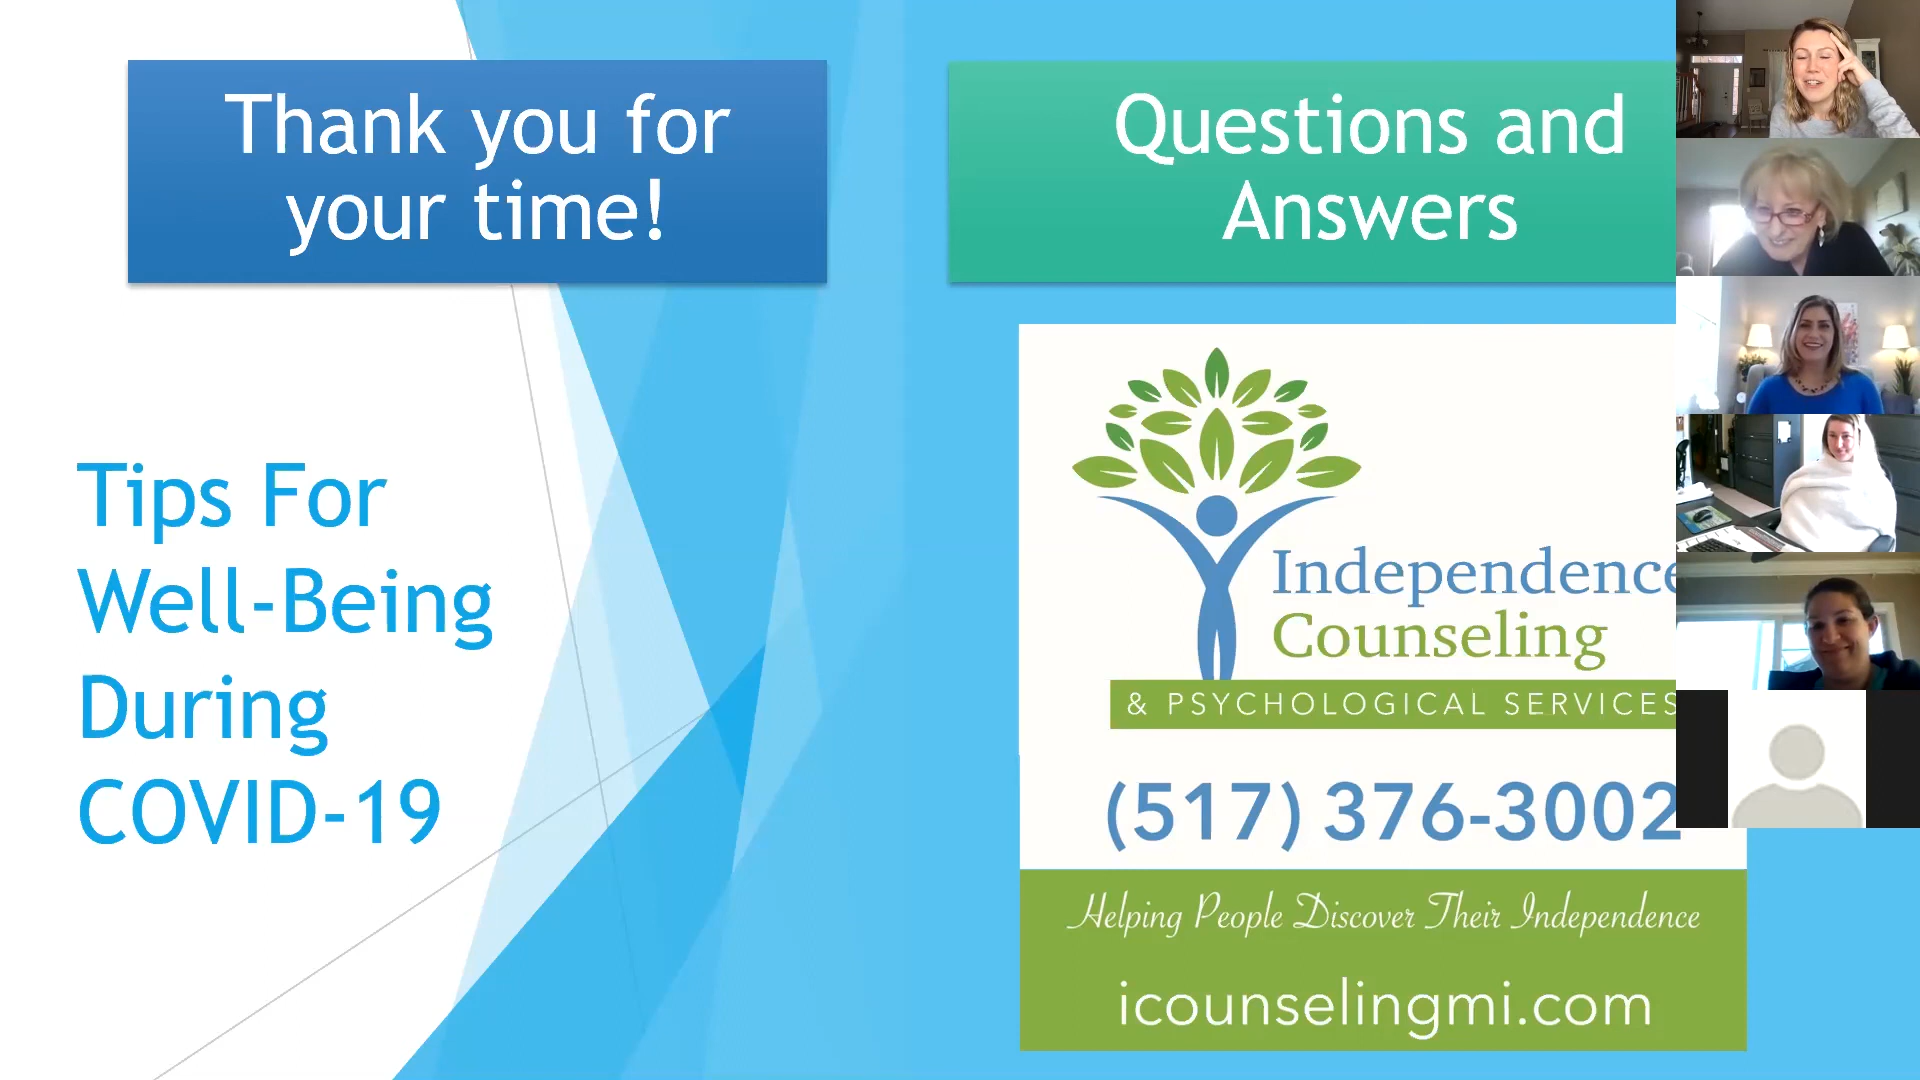 Thank you for
your time!
Questions and
Answers
Tips For
Well-Being
During
COVID-19
Independence
Counseling
& PSYCHOLOGICAL SERVICES
(517) 376-3002
Helping People Discover Their Independence
icounselingmi.com